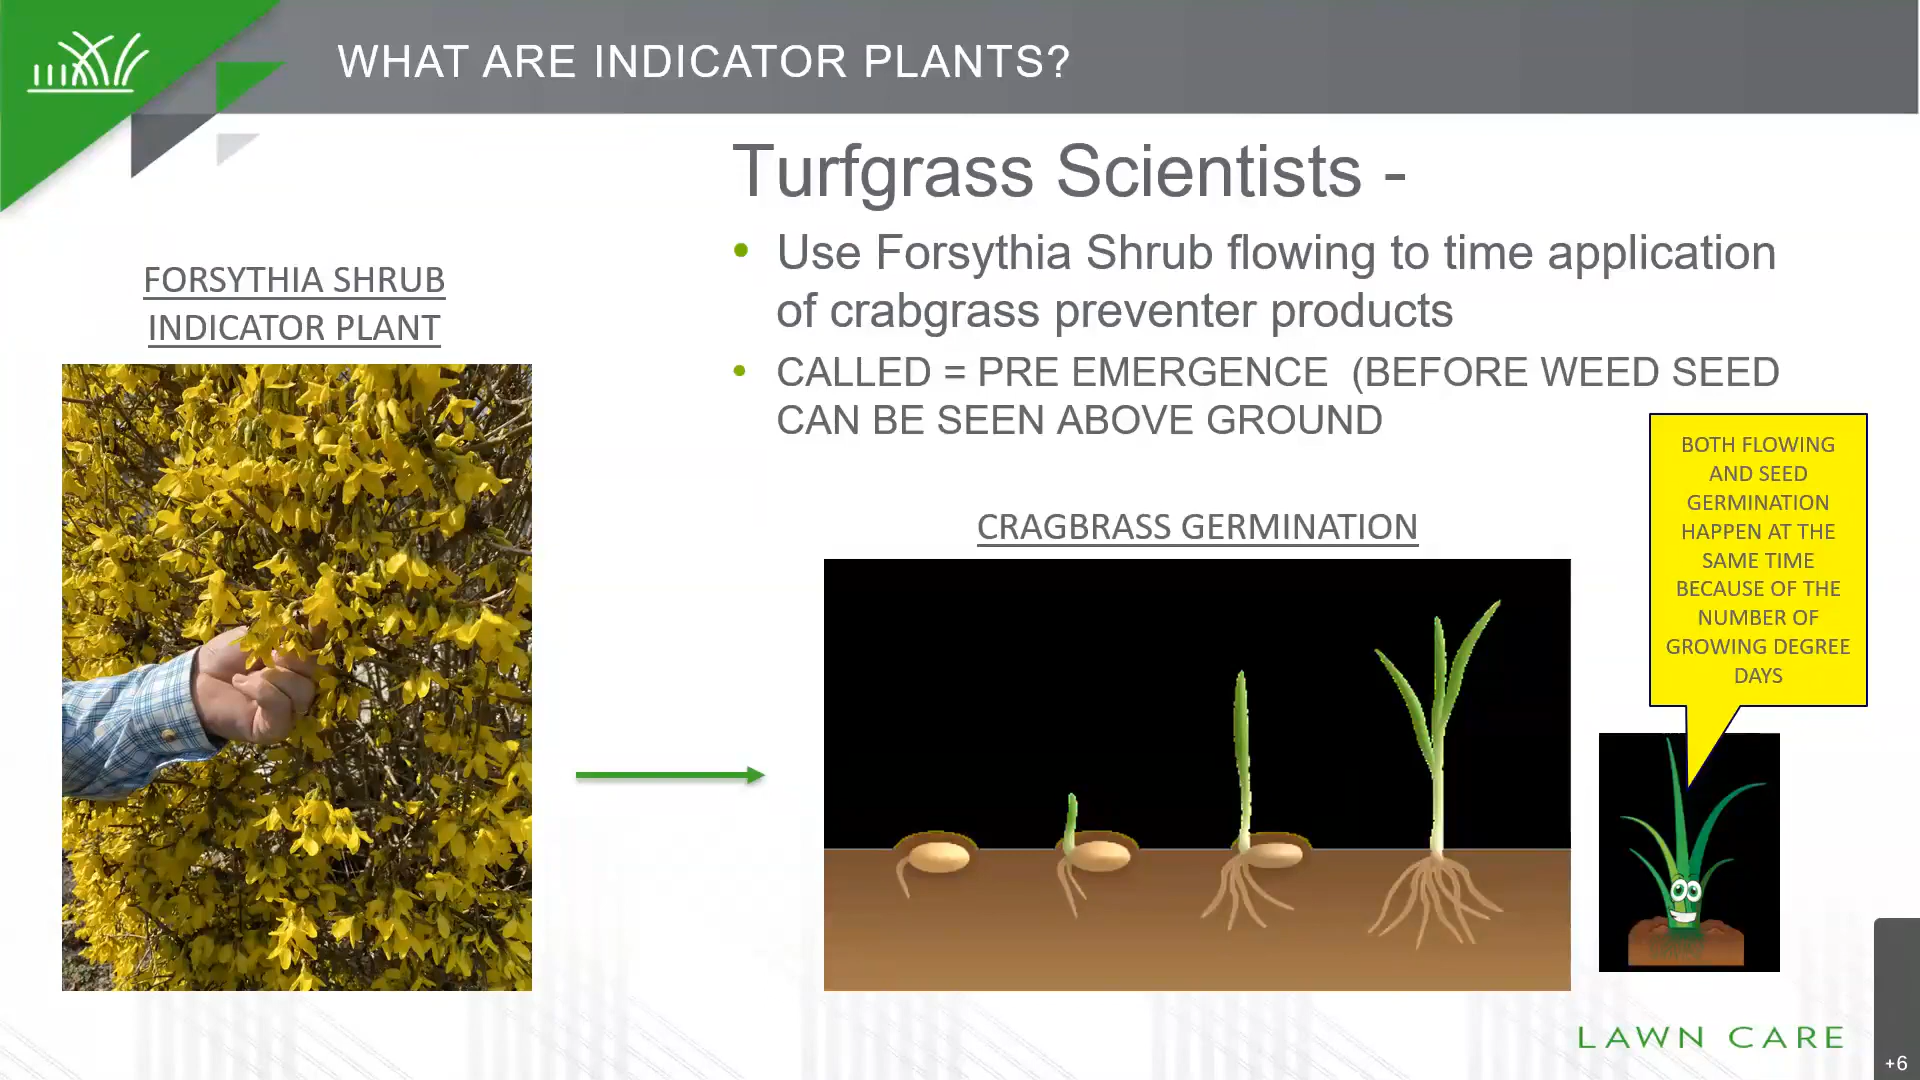 WHAT ARE INDICATOR PLANTS?
Turfgrass Scientists -
• Use Forsythia Shrub flowing to time application
of crabgrass preventer products
• CALLED = PRE EMERGENCE (BEFORE WEED SEED
CAN BE SEEN ABOVE GROUND
FORSYTHIA SHRUB
INDICATOR PLANT
CRAGBRASS GERMINATION
BOTH FLOWING
AND SEED
GERMINATION
HAPPEN AT THE
SAME TIME
BECAUSE OF THE
NUMBER OF
GROWING DEGREE
DAYS
LAWN CARE
+6